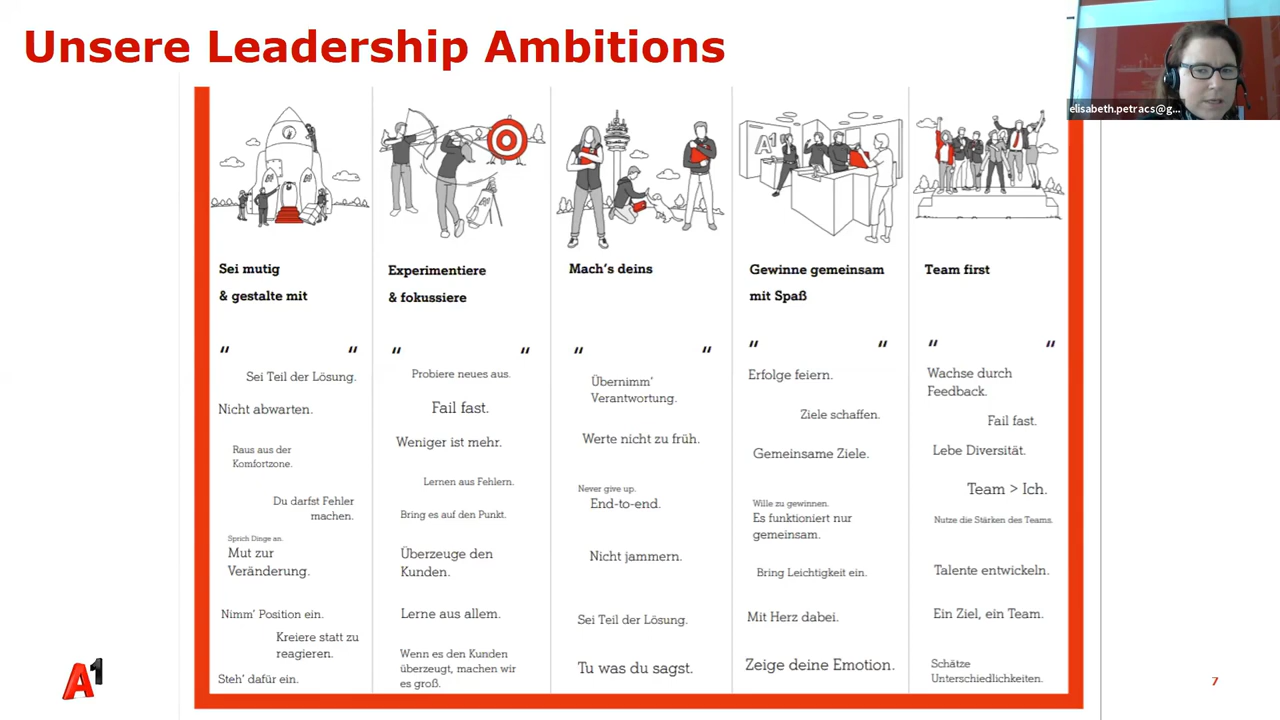 Unsere Leadership Ambitions
elisabeth.petracs@g...
A1
Sei mutig
& gestalte mit
" "
Sei Teil der Lösung.
Nicht abwarten.
Raus aus der
Komfortzone.
Du darfst Fehler
machen.
Sprich Dinge an.
Mut zur
Veränderung.
Nimm' Position ein.
Kreiere statt zu
reagieren.
Steh' dafür ein.
Experimentiere
& fokussiere
" "
Probiere neues aus.
Fail fast.
Weniger ist mehr.
Lernen aus Fehlern.
Bring es auf den Punkt.
Überzeuge den
Kunden.
Lerne aus allem.
Wenn es den Kunden
überzeugt, machen wir
es groß.
Mach's deins
" "
Übernimm'
Verantwortung.
Werte nicht zu früh.
Never give up.
End-to-end.
Nicht jammern.
Sei Teil der Lösung.
Tu was du sagst.
A1
Gewinne gemeinsam
mit Spaß
" "
Erfolge feiern.
Ziele schaffen.
Gemeinsame Ziele.
Wille zu gewinnen.
Es funktioniert nur
gemeinsam.
Bring Leichtigkeit ein.
Mit Herz dabei.
Zeige deine Emotion.
Team first
" "
Wachse durch
Feedback.
Fail fast.
Lebe Diversität.
Team > Ich.
Nutze die Stärken des Teams.
Talente entwickeln.
Ein Ziel, ein Team.
Schätze
Unterschiedlichkeiten.
A1
7